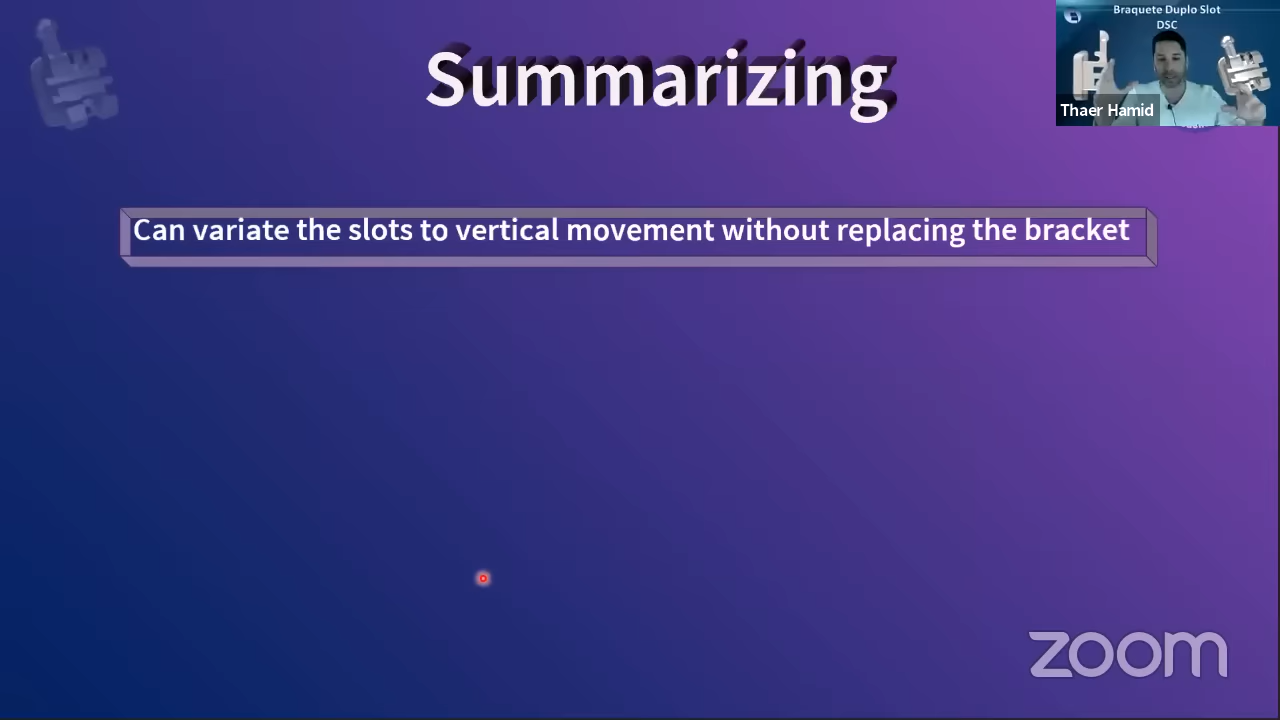 Summarizing
Braquete Duplo Slot
DSC
Thaer Hamid
Can variate the slots to vertical movement without replacing the bracket
zoom